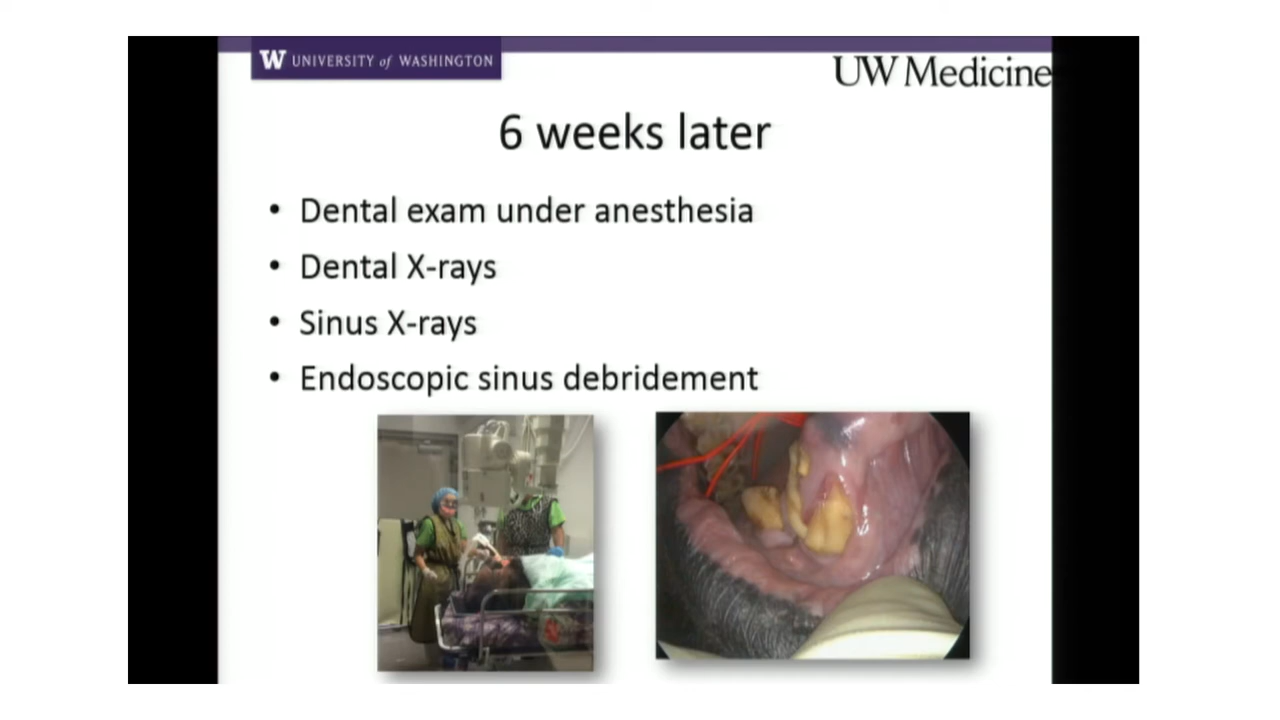 W UNIVERSITY of WASHINGTON
UW Medicine
6 weeks later
• Dental exam under anesthesia
• Dental X-rays
• Sinus X-rays
• Endoscopic sinus debridement